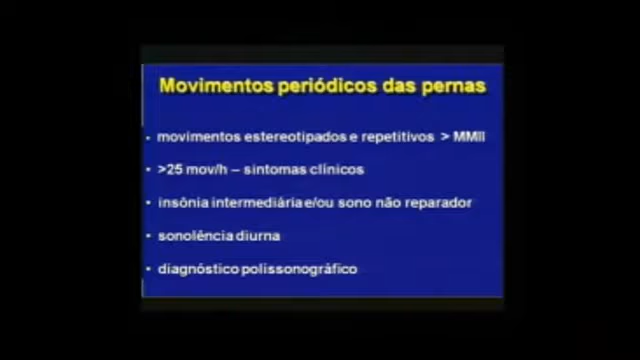 Movimentos periódicos das pernas
• movimentos estereotipados e repetitivos > MMII
• >25 mov/h – sintomas clínicos
• insônia intermediária e/ou sono não reparador
• sonolência diurna
• diagnóstico polissonográfico